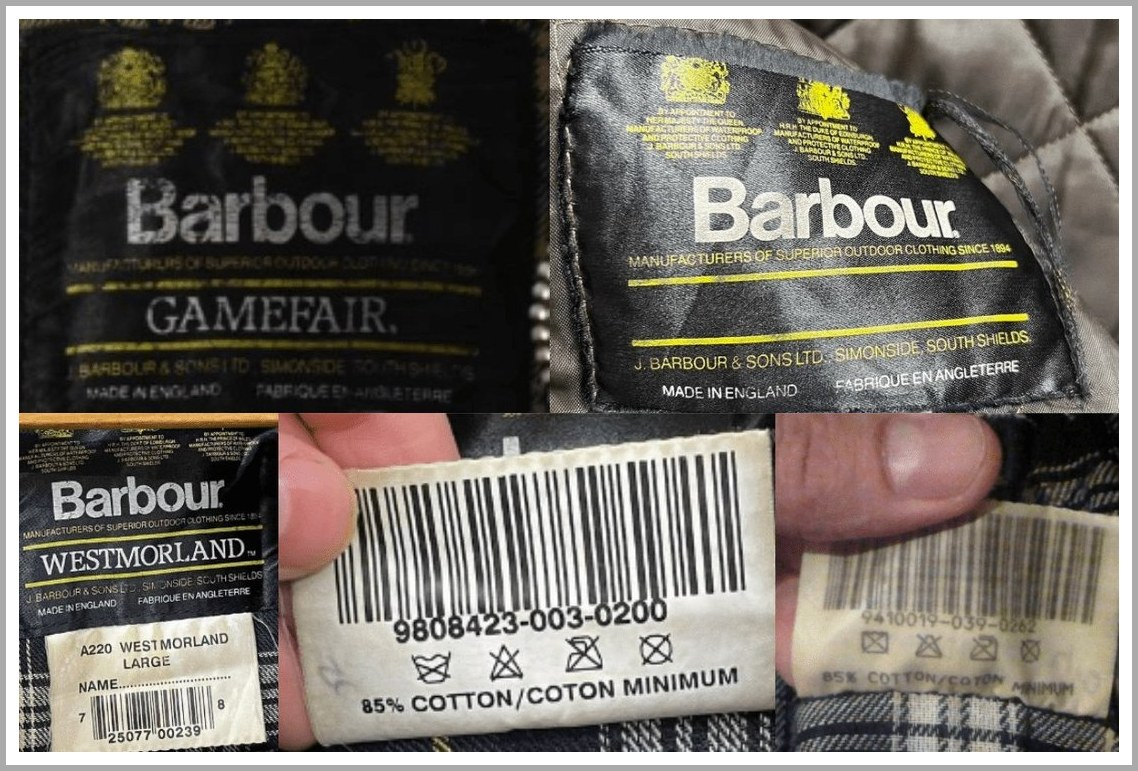 Barbour
MANUFACTURERS OF SUPERIOR OUTDOOR CLOTHING SINCE
GAMEFAIR.
J. BARBOUR & SONS LTD SIMONSIDE SOUTH SHIELDS
MADE IN ENGLAND FABRIQUE EN ANGLETERRE
BY APPOINTMENT TO
HER MAJESTY THE QUEEN
MANUFACTURERS OF WATERPROOF
AND PROTECTIVE CLOTHING
J. BARBOUR & SONS LTD.
SOUTH SHIELDS
BY APPOINTMENT TO
H.R.H. THE DUKE OF EDINBURGH
MANUFACTURERS OF WATERPROOF
AND PROTECTIVE CLOTHING
J. BARBOUR & SONS LTD.
SOUTH SHIELDS
Barbour.
MANUFACTURERS OF SUPERIOR OUTDOOR CLOTHING SINCE 1894
J. BARBOUR & SONS LTD. SIMONSIDE, SOUTH SHIELDS.
MADE IN ENGLAND FABRIQUE EN ANGLETERRE
Barbour.
MANUFACTURERS OF SUPERIOR OUTDOOR CLOTHING SINCE 1894
WESTMORLAND™
J. BARBOUR & SONS LTD. SIMONSIDE, SOUTH SHIELDS
MADE IN ENGLAND FABRIQUE EN ANGLETERRE
A220 WESTMORLAND
LARGE
NAME..............................
7 25077 00239 8
9808423-003-0200
85% COTTON/COTON MINIMUM
9410019-039-0262
85% COTTON/COTON MINIMUM